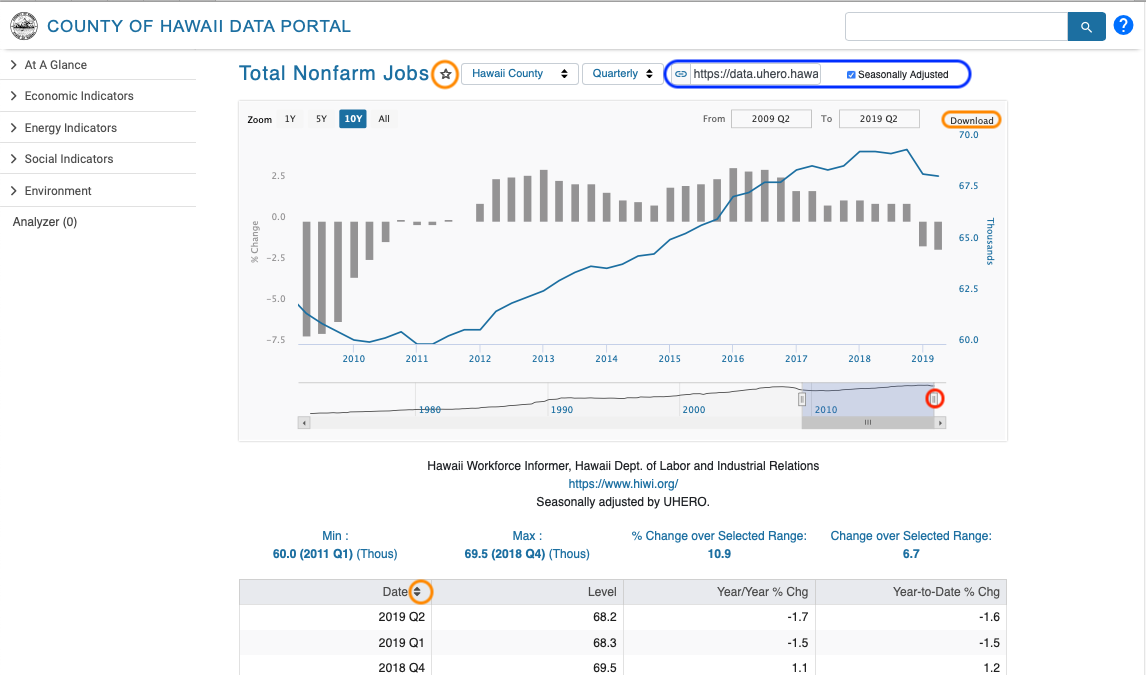 COUNTY OF HAWAII DATA PORTAL
?
At A Glance
Economic Indicators
Energy Indicators
Social Indicators
Environment
Analyzer (0)
Total Nonfarm Jobs Hawaii County Quarterly https://data.uhero.hawa Seasonally Adjusted
Zoom 1Y 5Y 10Y All From 2009 Q2 To 2019 Q2 Download
2.5
0.0
−2.5
−5.0
−7.5
% Change
70.0
67.5
65.0
62.5
60.0
Thousands
2010 2011 2012 2013 2014 2015 2016 2017 2018 2019
1980 1990 2000 2010
Hawaii Workforce Informer, Hawaii Dept. of Labor and Industrial Relations
https://www.hiwi.org/
Seasonally adjusted by UHERO.
Min : Max : % Change over Selected Range: Change over Selected Range:
60.0 (2011 Q1) (Thous) 69.5 (2018 Q4) (Thous) 10.9 6.7
Date Level Year/Year % Chg Year-to-Date % Chg
2019 Q2 68.2 -1.7 -1.6
2019 Q1 68.3 -1.5 -1.5
2018 Q4 69.5 1.1 1.2